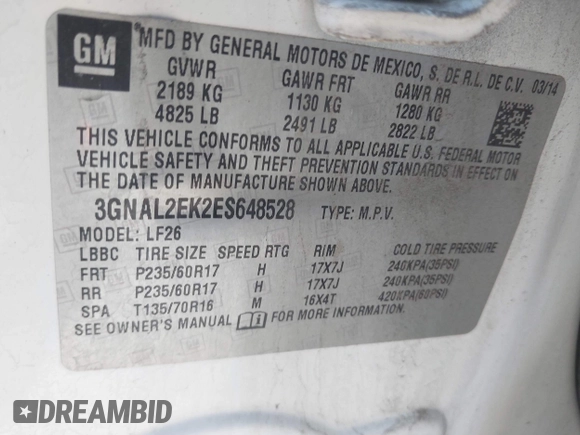 GM
MFD BY GENERAL MOTORS DE MEXICO, S. DE R.L. DE C.V. 03/14
GVWR GAWR FRT GAWR RR
2189 KG 1130 KG 1280 KG
4825 LB 2491 LB 2822 LB
THIS VEHICLE CONFORMS TO ALL APPLICABLE U.S. FEDERAL MOTOR
VEHICLE SAFETY AND THEFT PREVENTION STANDARDS IN EFFECT ON
THE DATE OF MANUFACTURE SHOWN ABOVE.
3GNAL2EK2ES648528 TYPE: M.P.V.
MODEL: LF26
LBBC TIRE SIZE SPEED RTG RIM COLD TIRE PRESSURE
FRT P235/60R17 H 17X7J 240KPA(35PSI)
RR P235/60R17 H 17X7J 240KPA(35PSI)
SPA T135/70R16 M 16X4T 420KPA(60PSI)
SEE OWNER'S MANUAL FOR MORE INFORMATION.
DREAMBID